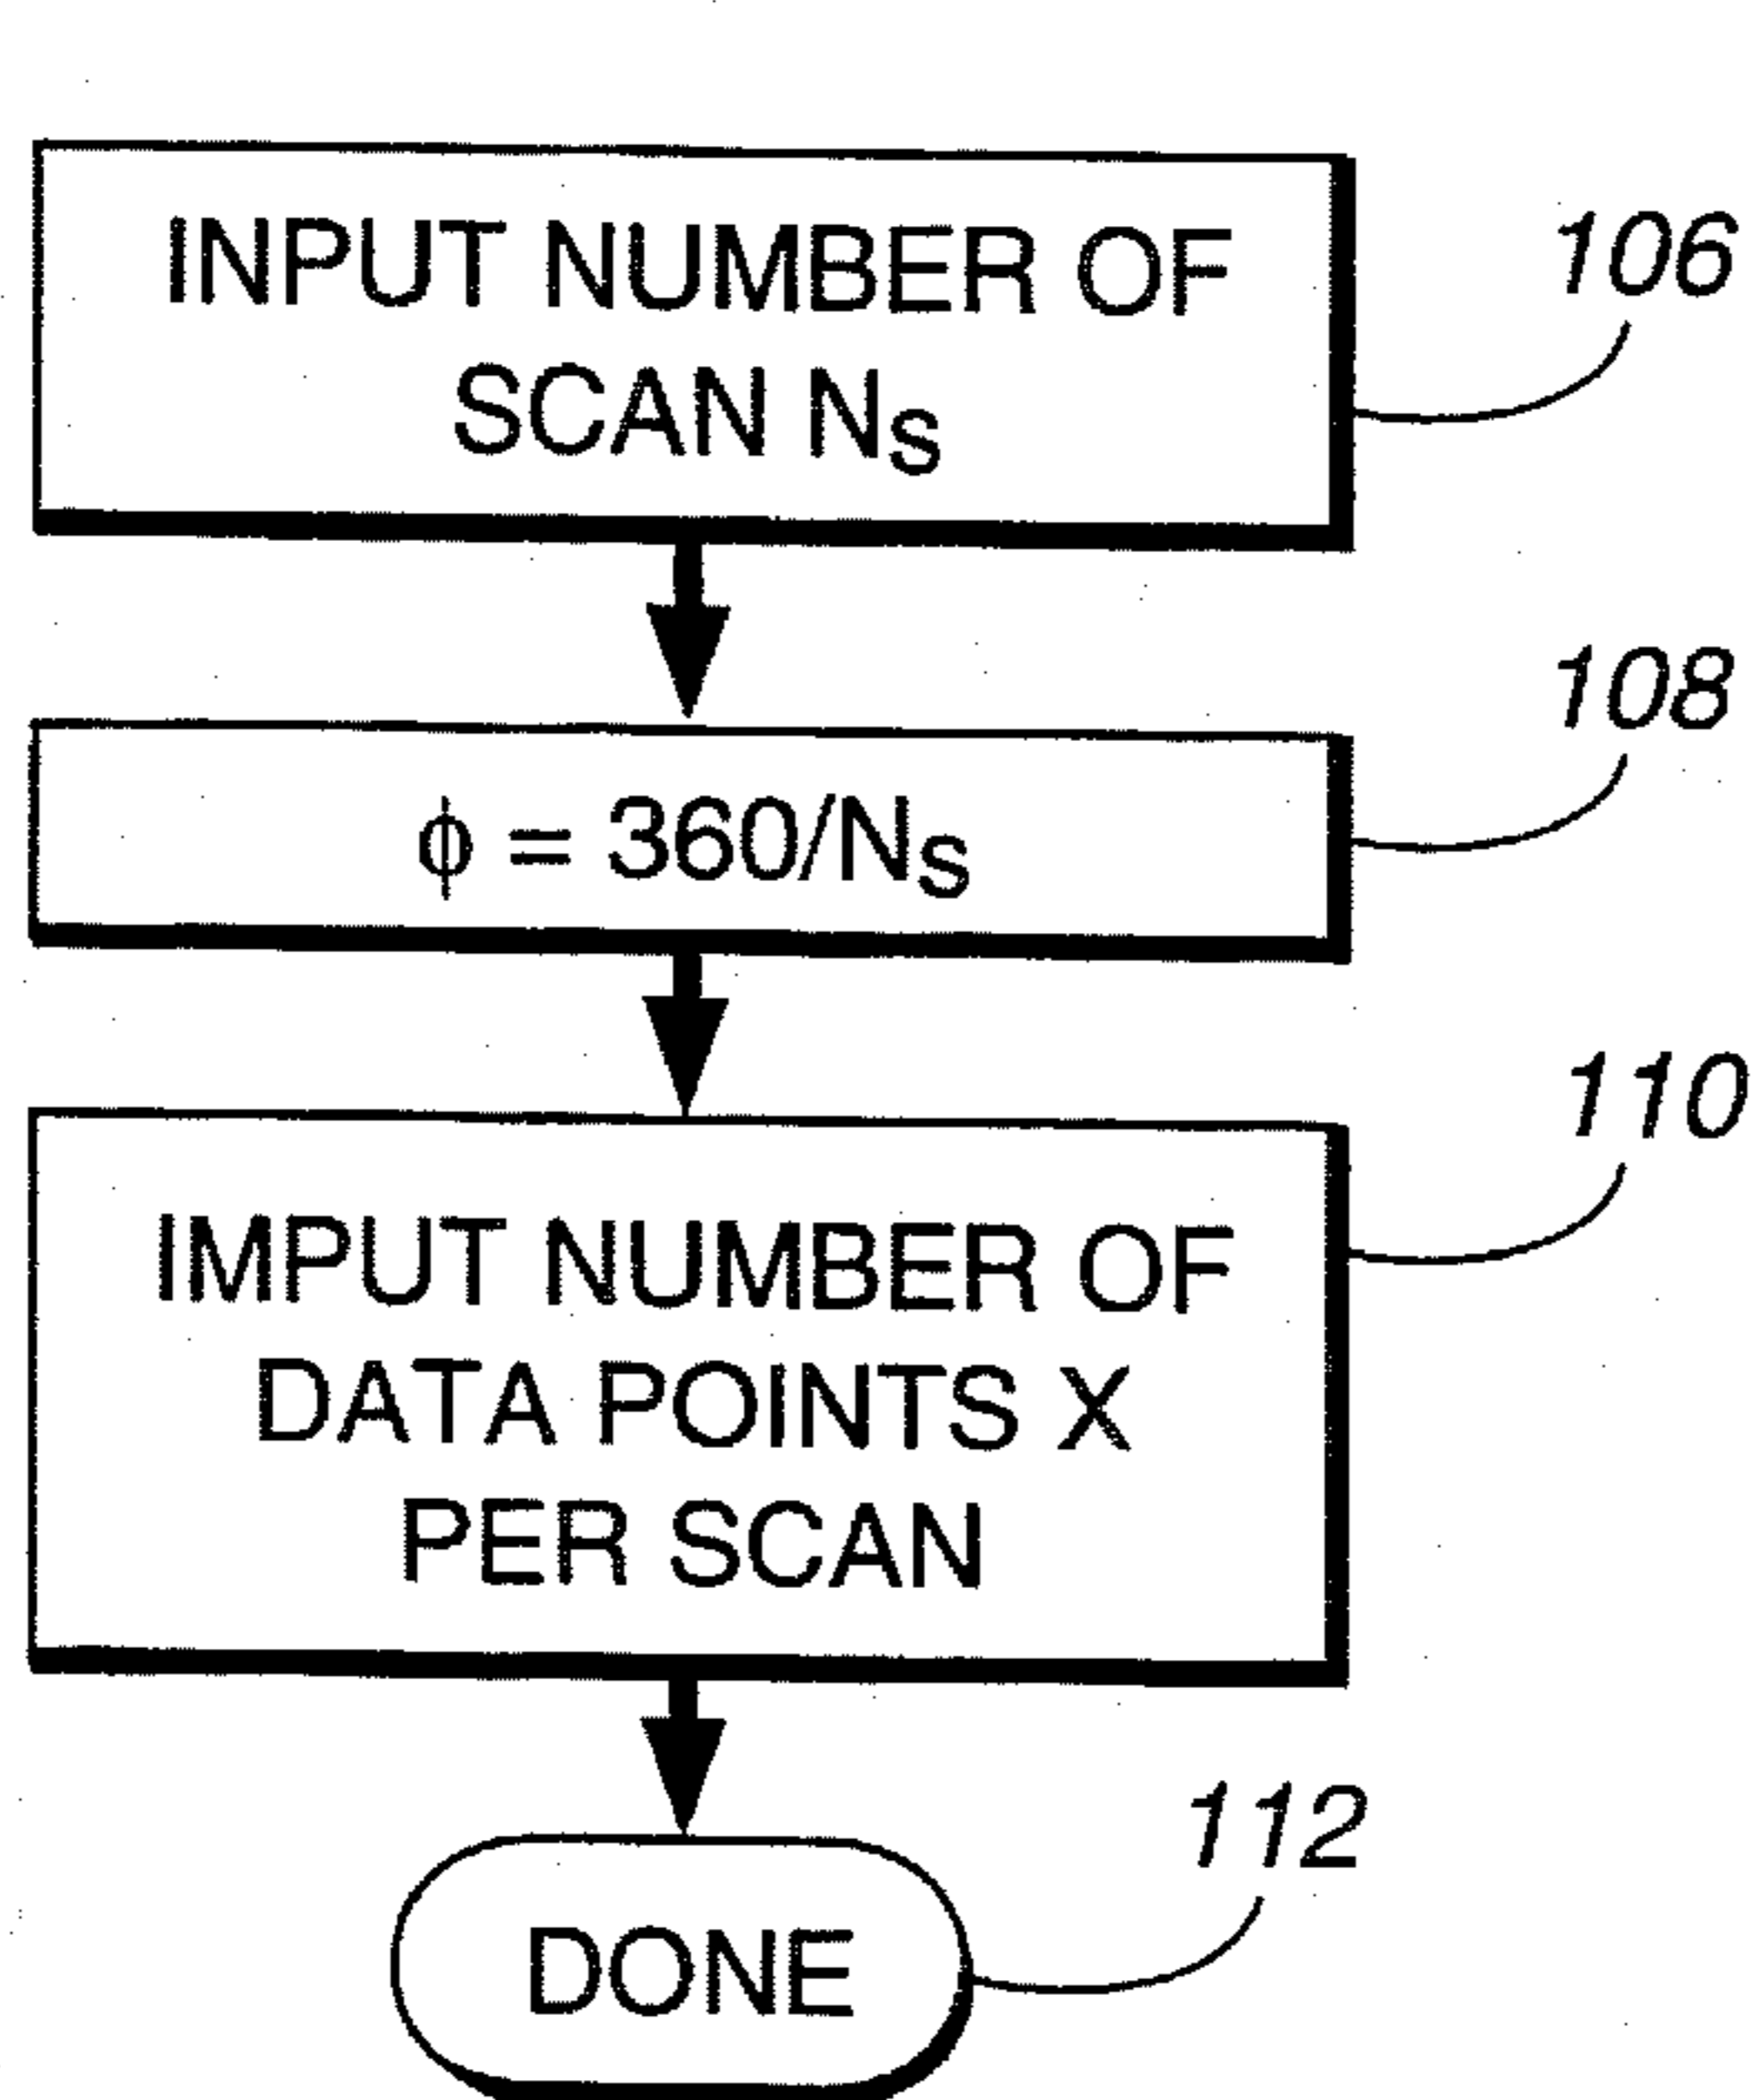 INPUT NUMBER OF
SCAN NS
106
φ = 360/NS
108
IMPUT NUMBER OF
DATA POINTS X
PER SCAN
110
DONE
112